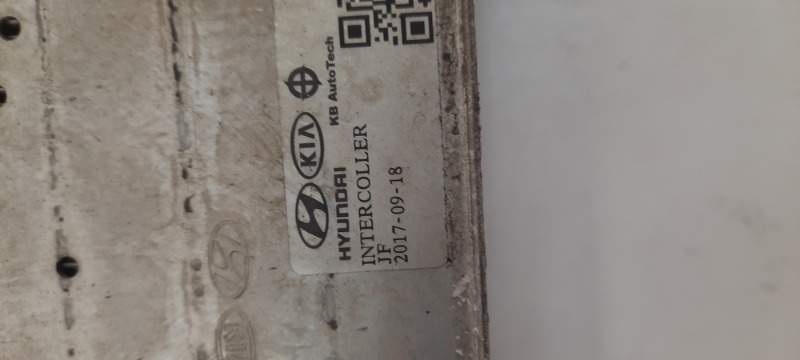 KIA
KB AutoTech
HYUNDAI
INTERCOLLER
JF
2017-09-18